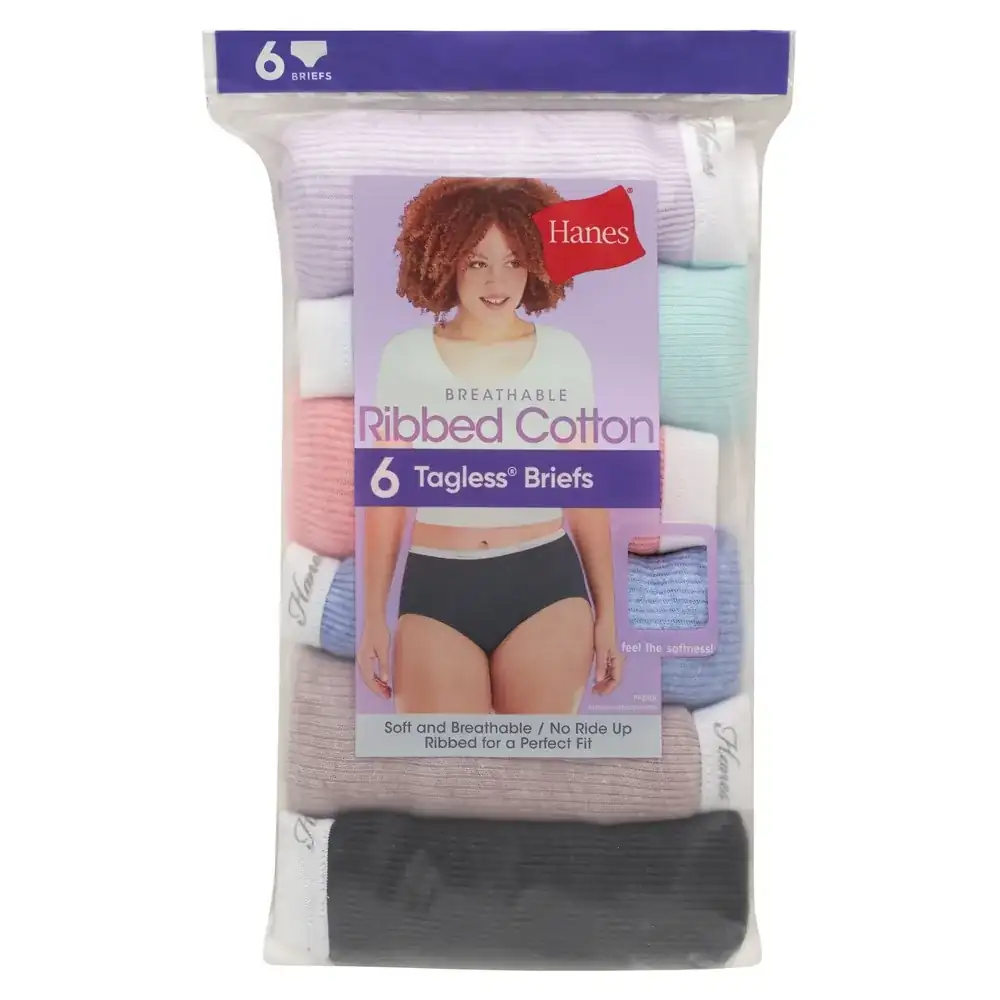 6 BRIEFS
Hanes
Hanes
BREATHABLE
Ribbed Cotton
6 Tagless® Briefs
Hanes
feel the softness!
Soft and Breathable / No Ride Up
Ribbed for a Perfect Fit
Hanes